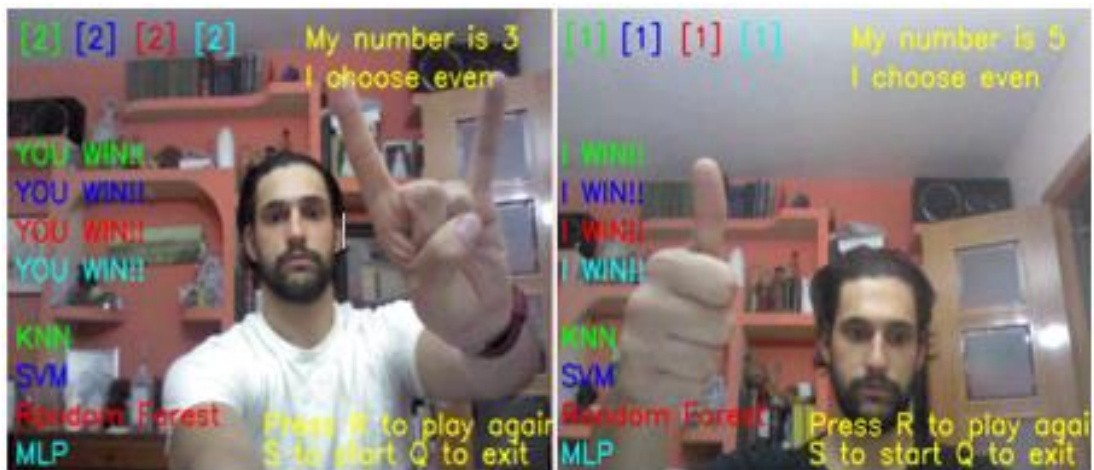 [2] [2] [2] [2]
My number is 3
I choose even
YOU WIN!!
YOU WIN!!
YOU WIN!!
YOU WIN!!
KNN
SVM
Random Forest
MLP
Press R to play again
S to start Q to exit
[1] [1] [1] [1]
My number is 5
I choose even
I WIN!!
I WIN!!
I WIN!!
I WIN!!
KNN
SVM
Random Forest
MLP
Press R to play agai
S to start Q to exit